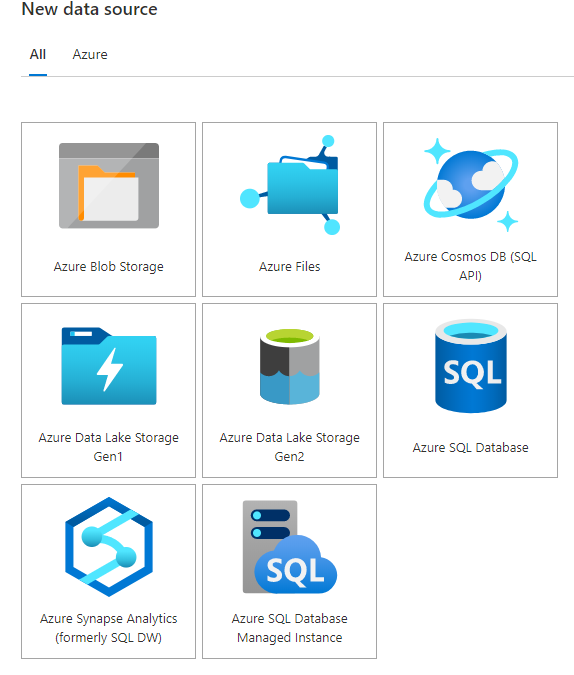 New data source
All Azure
Azure Blob Storage
Azure Files
Azure Cosmos DB (SQL
API)
Azure Data Lake Storage
Gen1
Azure Data Lake Storage
Gen2
SQL
Azure SQL Database
Azure Synapse Analytics
(formerly SQL DW)
SQL
Azure SQL Database
Managed Instance